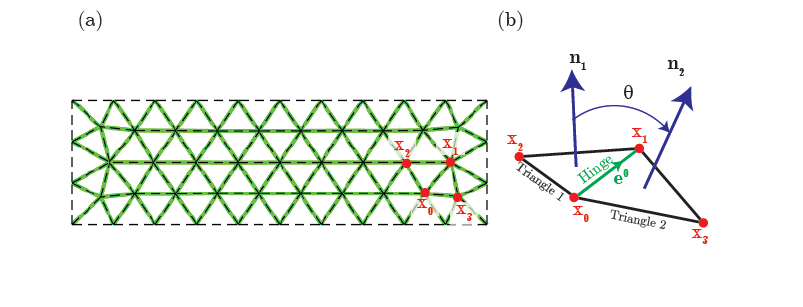 (a)
(b)
n₁
n₂
θ
x₂
x₁
x₀
x₃
x₂
x₁
Hinge
e⁰
Triangle 1
x₀
Triangle 2
x₃